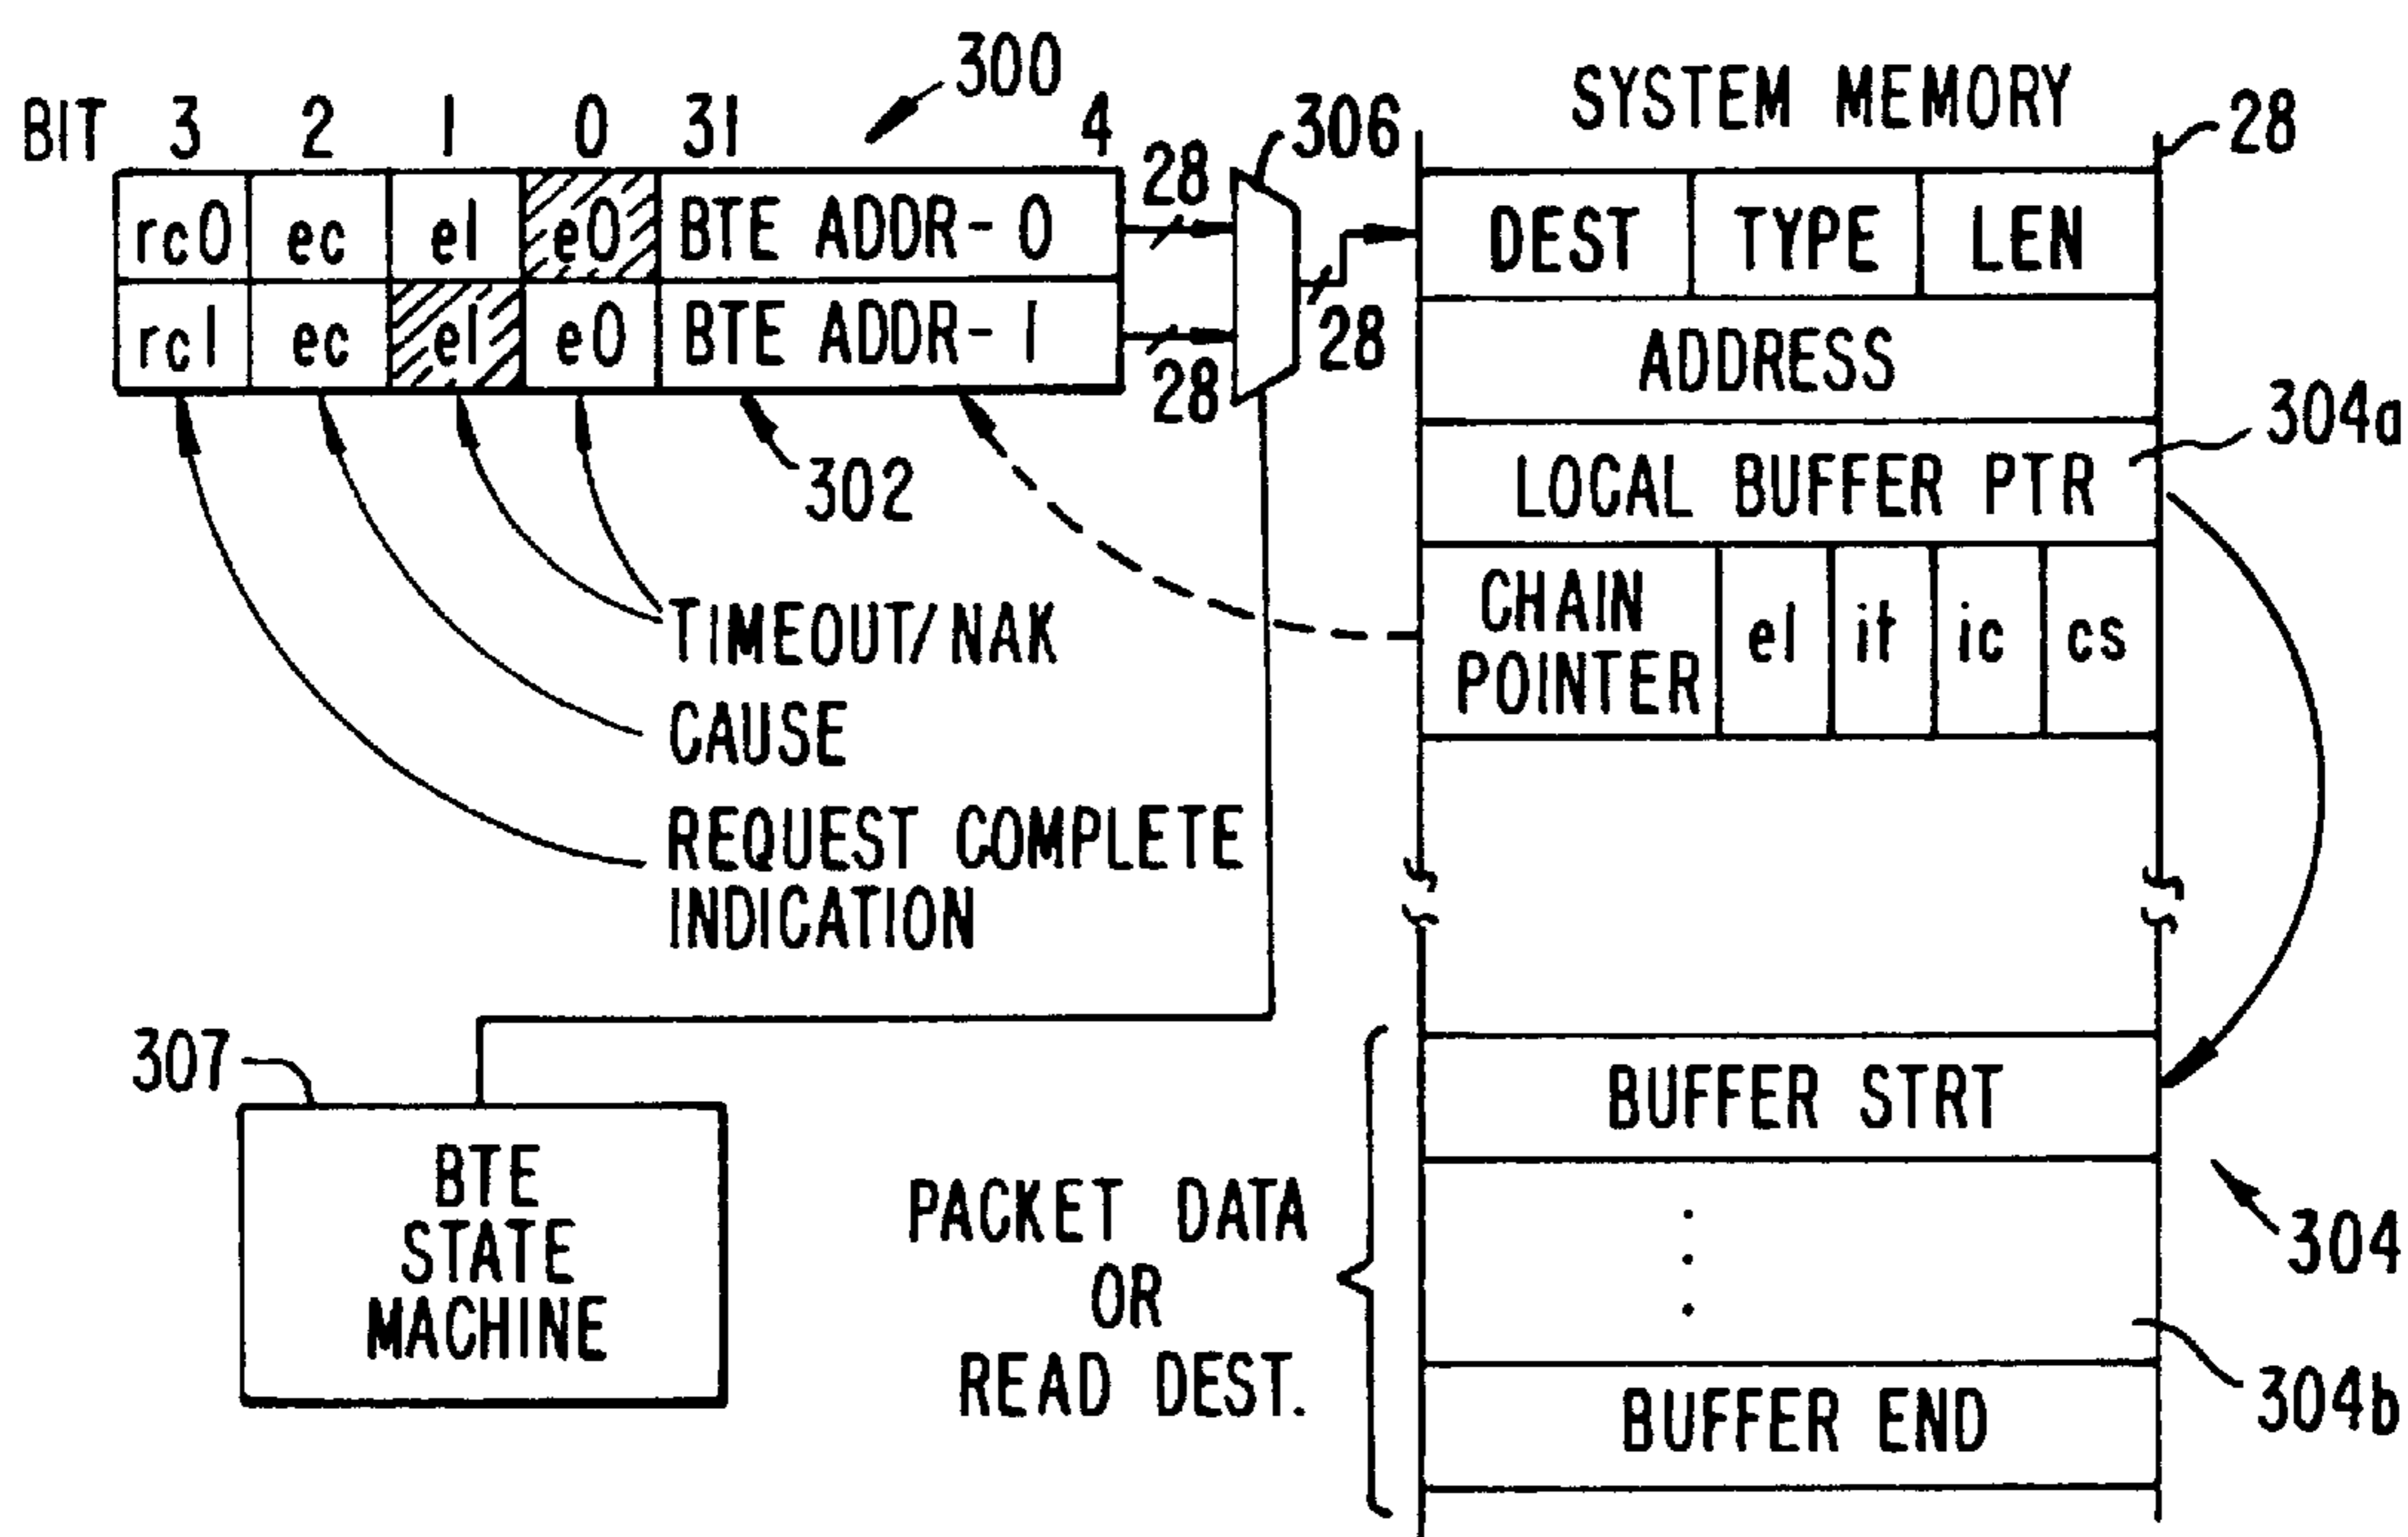 300
BIT 3 2 1 0 31 4
SYSTEM MEMORY
28
306
28
rc0 ec e1 e0 BTE ADDR-0
rc1 ec e1 e0 BTE ADDR-1
28
28
302
DEST TYPE LEN
ADDRESS
304a
LOCAL BUFFER PTR
CHAIN
POINTER
el it ic cs
TIMEOUT/NAK
CAUSE
REQUEST COMPLETE
INDICATION
307
BTE
STATE
MACHINE
PACKET DATA
OR
READ DEST.
BUFFER STRT
304
304b
BUFFER END